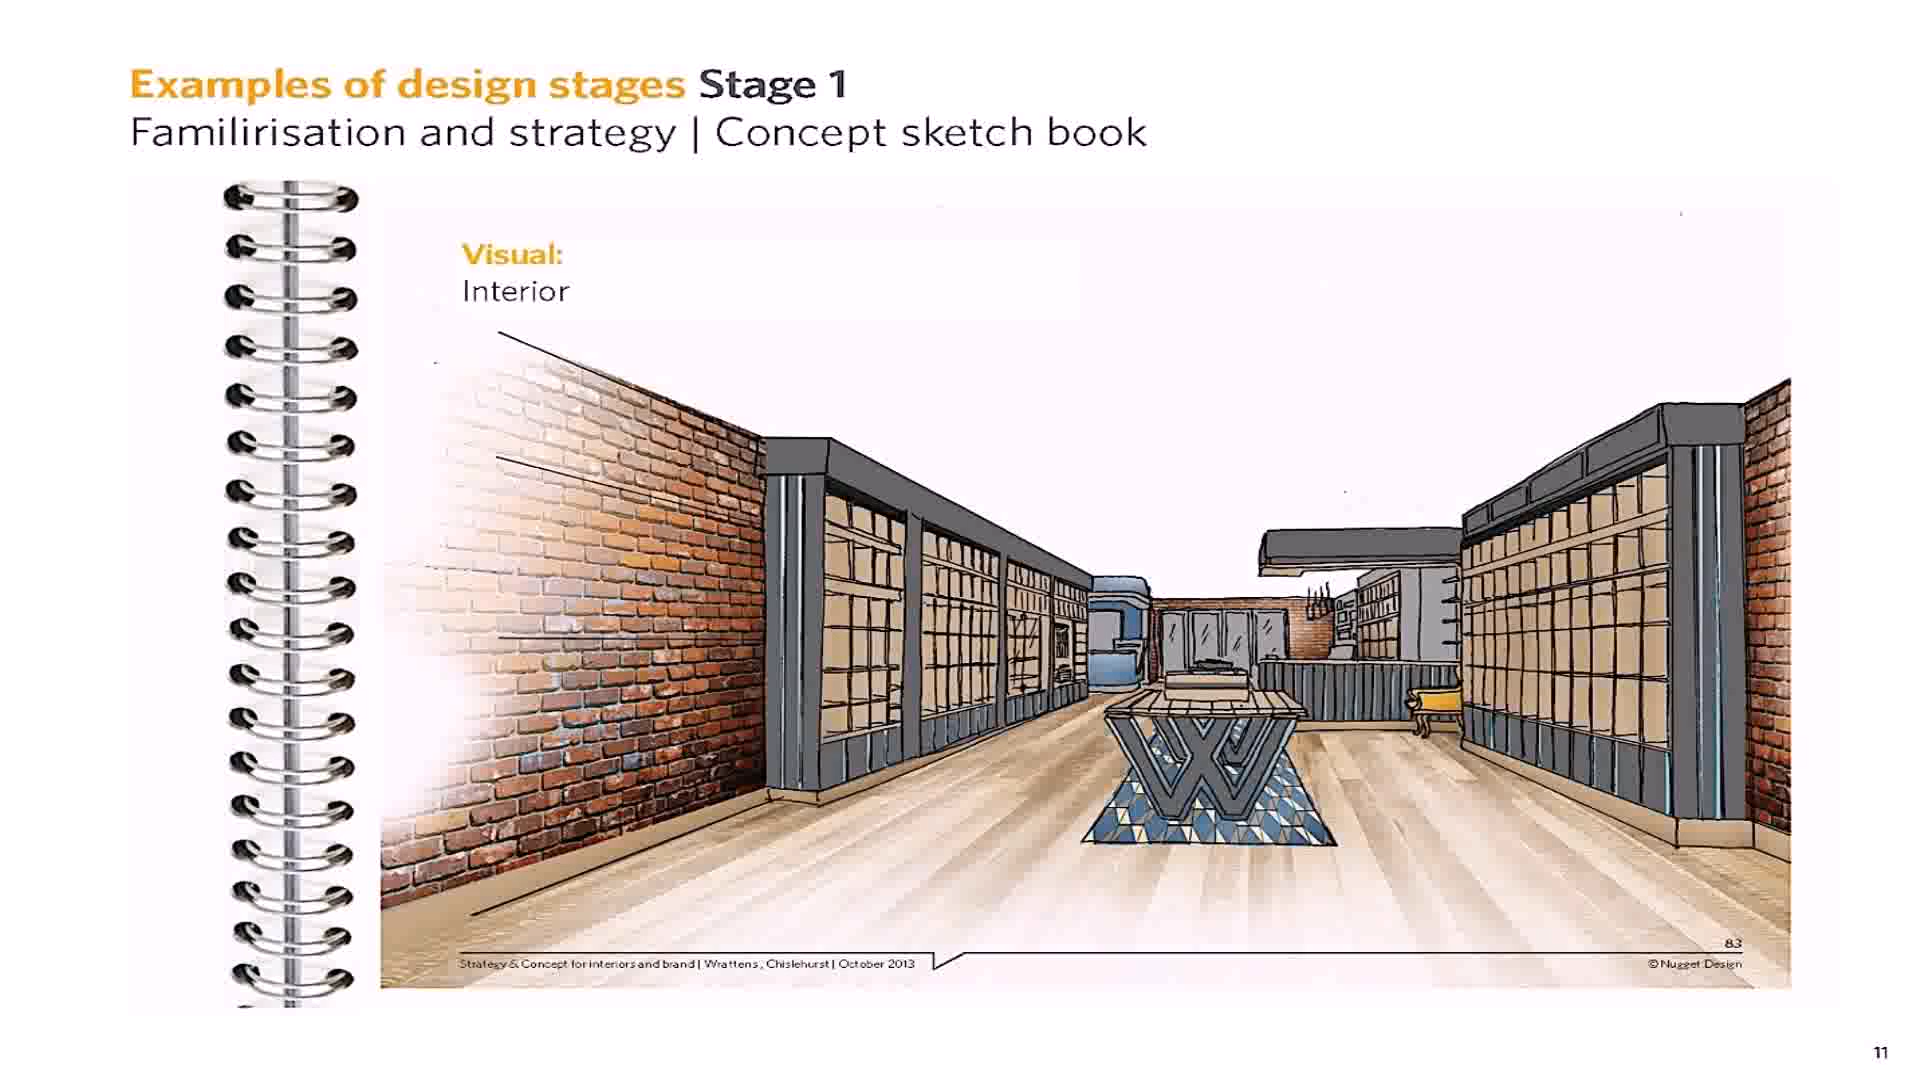 Examples of design stages Stage 1
Familirisation and strategy | Concept sketch book
Visual:
Interior
W
83
Strategy & Concept for interiors and brand | Wrattens, Chislehurst | October 2013
© Nugget Design
11